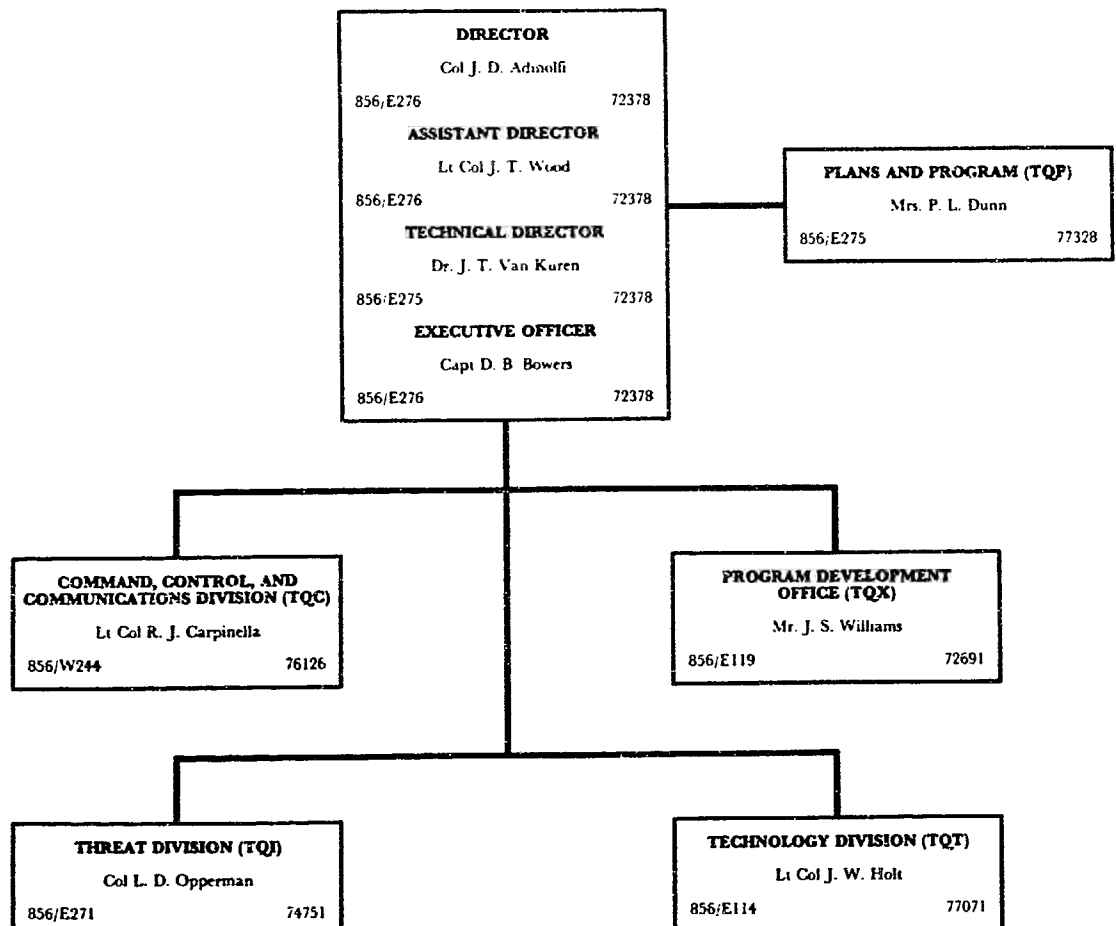 DIRECTOR
Col J. D. Adinolfi
856/E276 72378
ASSISTANT DIRECTOR
Lt Col J. T. Wood
856/E276 72378
TECHNICAL DIRECTOR
Dr. J. T. Van Kuren
856/E275 72378
EXECUTIVE OFFICER
Capt D. B. Bowers
856/E276 72378
PLANS AND PROGRAM (TQP)
Mrs. P. L. Dunn
856/E275 77328
COMMAND, CONTROL, AND
COMMUNICATIONS DIVISION (TQC)
Lt Col R. J. Carpinella
856/W244 76126
PROGRAM DEVELOPMENT
OFFICE (TQX)
Mr. J. S. Williams
856/E119 72691
THREAT DIVISION (TQJ)
Col L. D. Opperman
856/E271 74751
TECHNOLOGY DIVISION (TQT)
Lt Col J. W. Holt
856/E114 77071